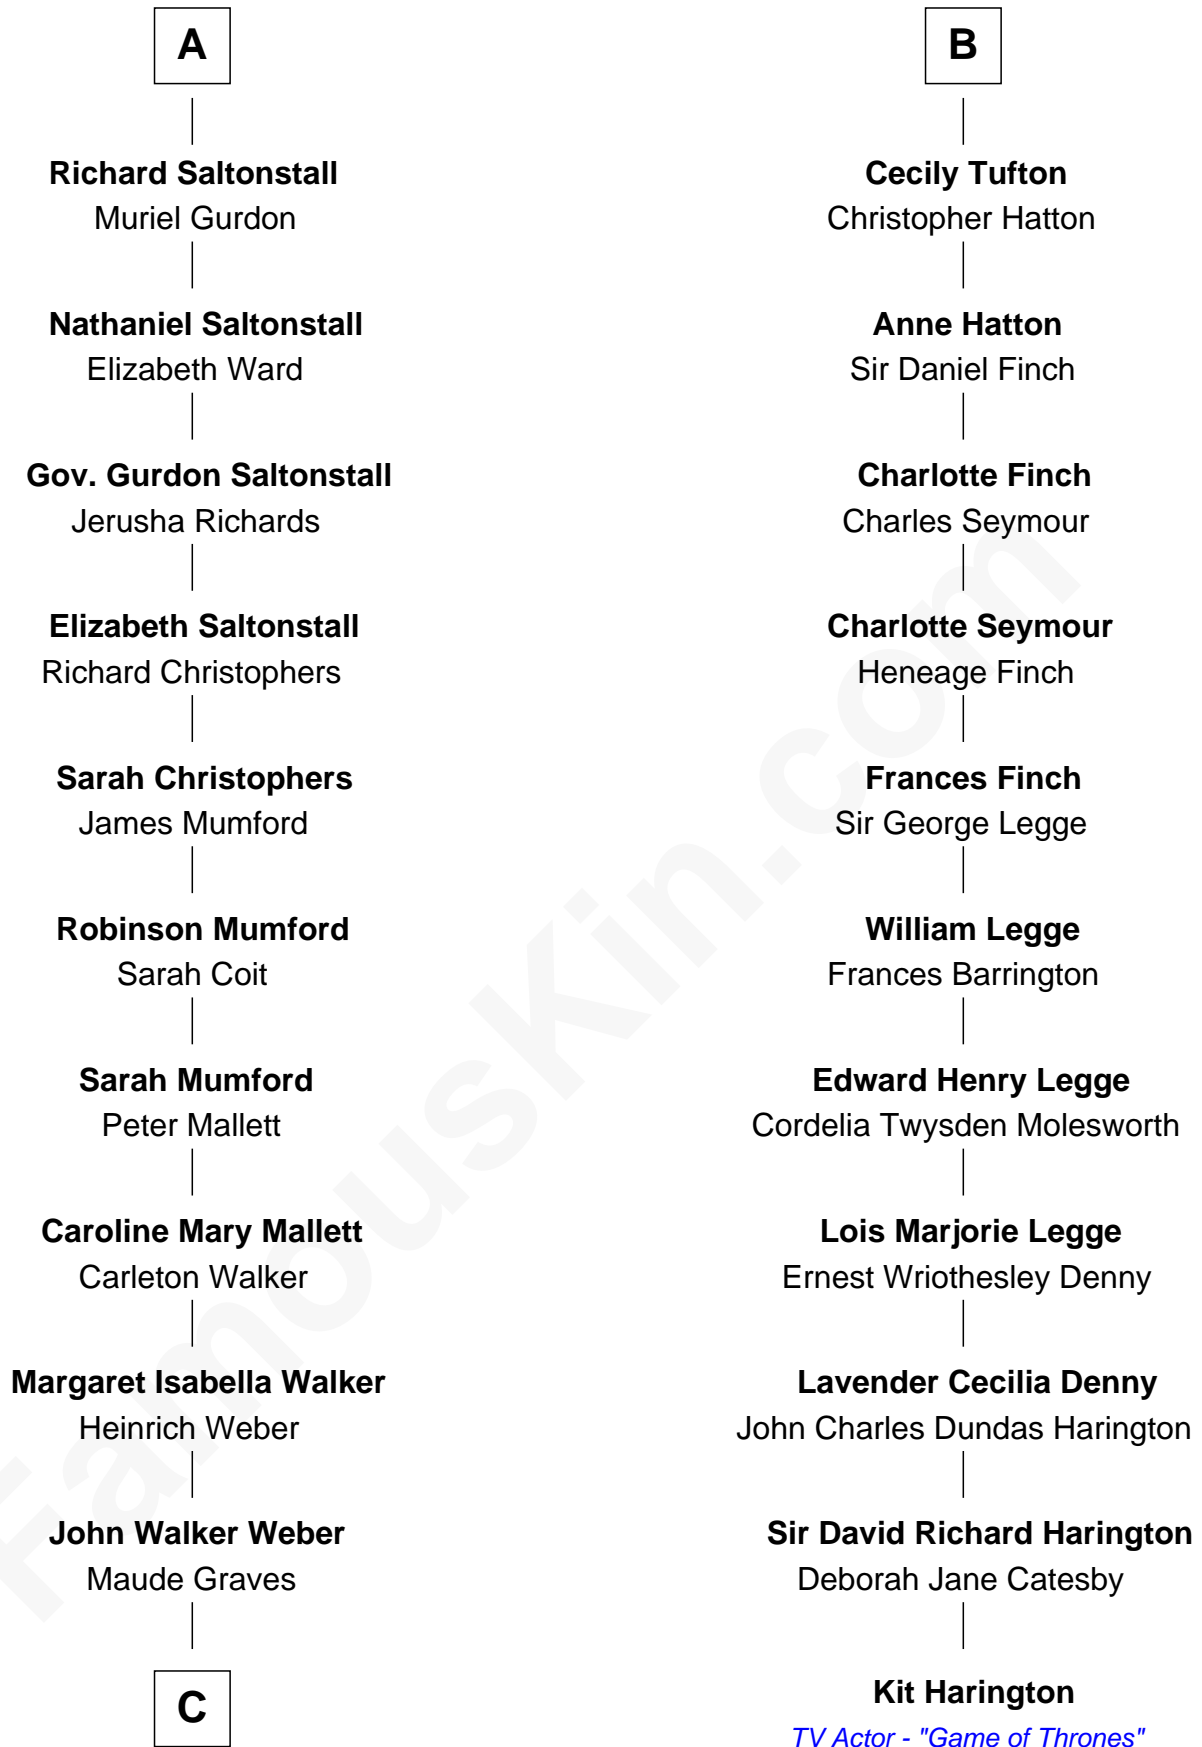 A
Richard Saltonstall
Muriel Gurdon
Nathaniel Saltonstall
Elizabeth Ward
Gov. Gurdon Saltonstall
Jerusha Richards
Elizabeth Saltonstall
Richard Christophers
Sarah Christophers
James Mumford
Robinson Mumford
Sarah Coit
Sarah Mumford
Peter Mallett
Caroline Mary Mallett
Carleton Walker
Margaret Isabella Walker
Heinrich Weber
John Walker Weber
Maude Graves
C
B
Cecily Tufton
Christopher Hatton
Anne Hatton
Sir Daniel Finch
Charlotte Finch
Charles Seymour
Charlotte Seymour
Heneage Finch
Frances Finch
Sir George Legge
William Legge
Frances Barrington
Edward Henry Legge
Cordelia Twysden Molesworth
Lois Marjorie Legge
Ernest Wriothesley Denny
Lavender Cecilia Denny
John Charles Dundas Harington
Sir David Richard Harington
Deborah Jane Catesby
Kit Harington
TV Actor - "Game of Thrones"
FamousKin.com